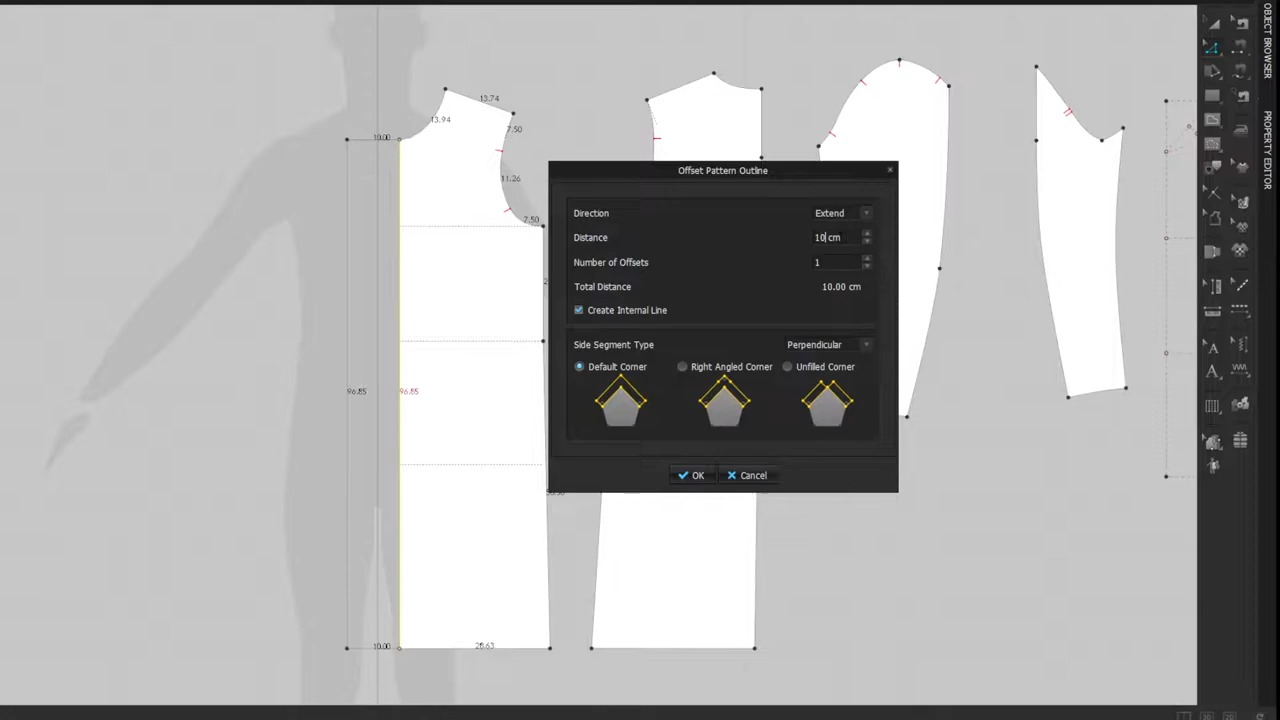 OBJECT BROWSER
PROPERTY EDITOR
13.74
13.94
7.50
10.00
11.26
7.50
96.85
96.85
10.00
28.63
Offset Pattern Outline
Direction Extend
Distance 10 cm
Number of Offsets 1
Total Distance 10.00 cm
Create Internal Line
Side Segment Type Perpendicular
Default Corner Right Angled Corner Unfilled Corner
OK Cancel